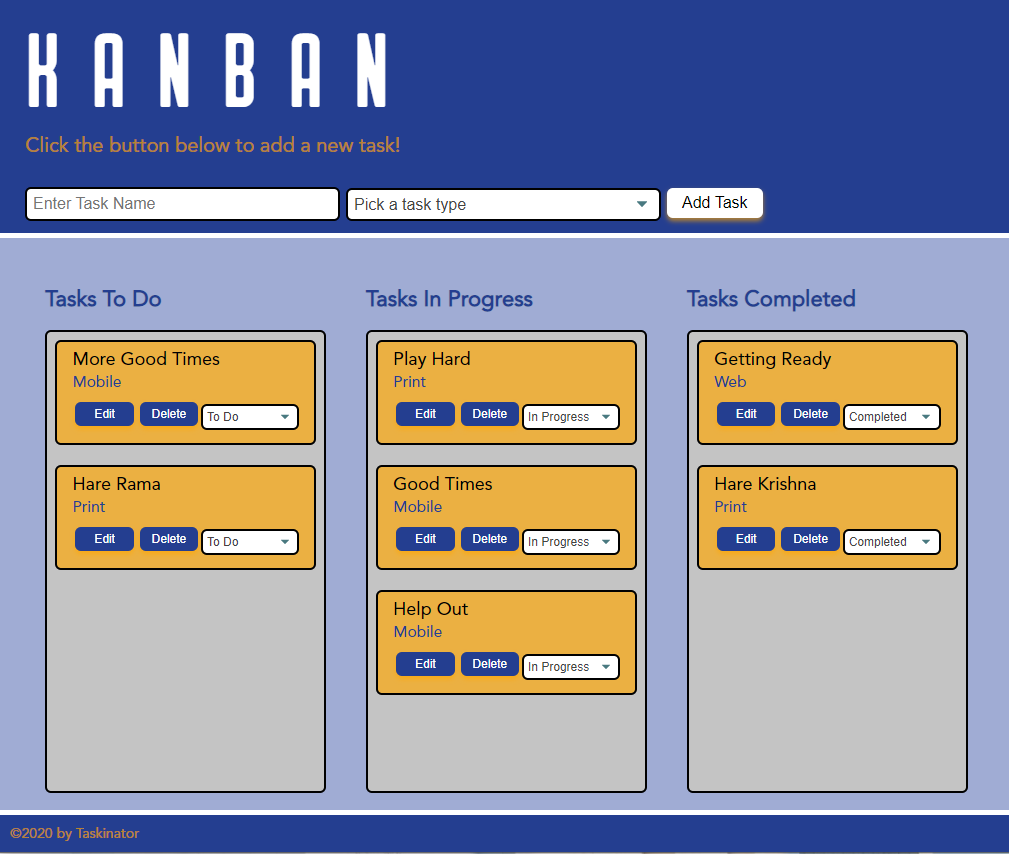 KANBAN
Click the button below to add a new task!
Enter Task Name
Pick a task type
Add Task
Tasks To Do
More Good Times
Mobile
Edit Delete To Do
Hare Rama
Print
Edit Delete To Do
Tasks In Progress
Play Hard
Print
Edit Delete In Progress
Good Times
Mobile
Edit Delete In Progress
Help Out
Mobile
Edit Delete In Progress
Tasks Completed
Getting Ready
Web
Edit Delete Completed
Hare Krishna
Print
Edit Delete Completed
©2020 by Taskinator